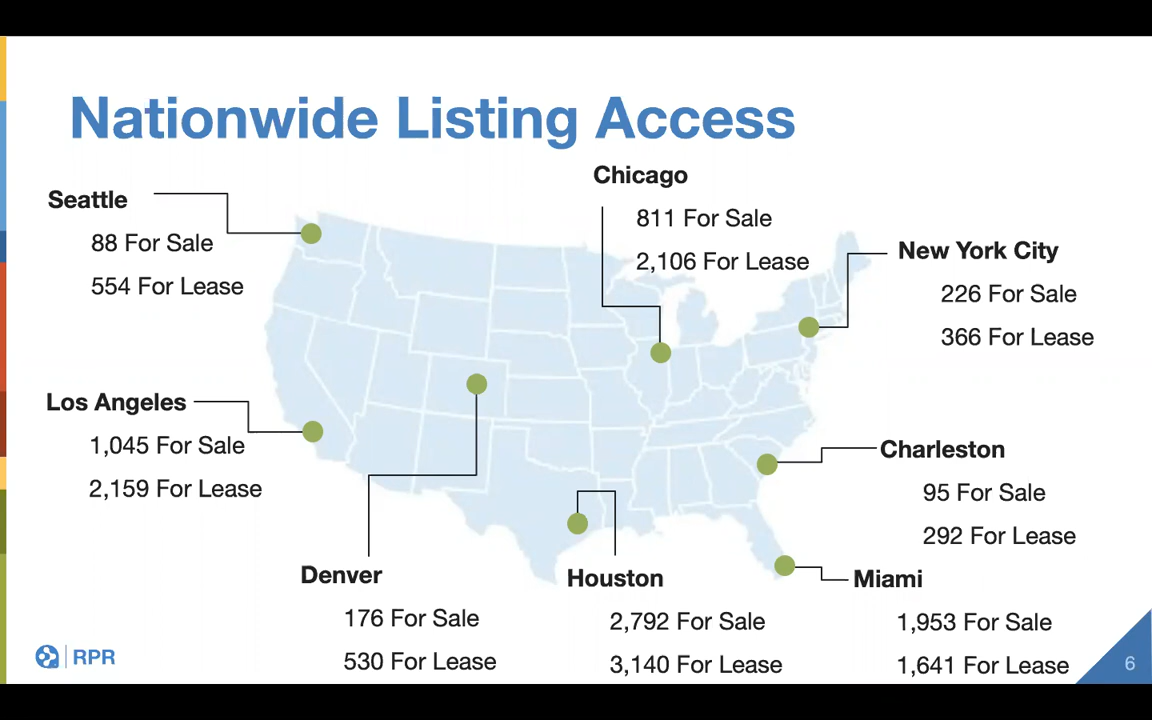 Nationwide Listing Access
Seattle
88 For Sale
554 For Lease
Chicago
811 For Sale
2,106 For Lease
New York City
226 For Sale
366 For Lease
Los Angeles
1,045 For Sale
2,159 For Lease
Charleston
95 For Sale
292 For Lease
Denver
176 For Sale
530 For Lease
Houston
2,792 For Sale
3,140 For Lease
Miami
1,953 For Sale
1,641 For Lease
RPR
6